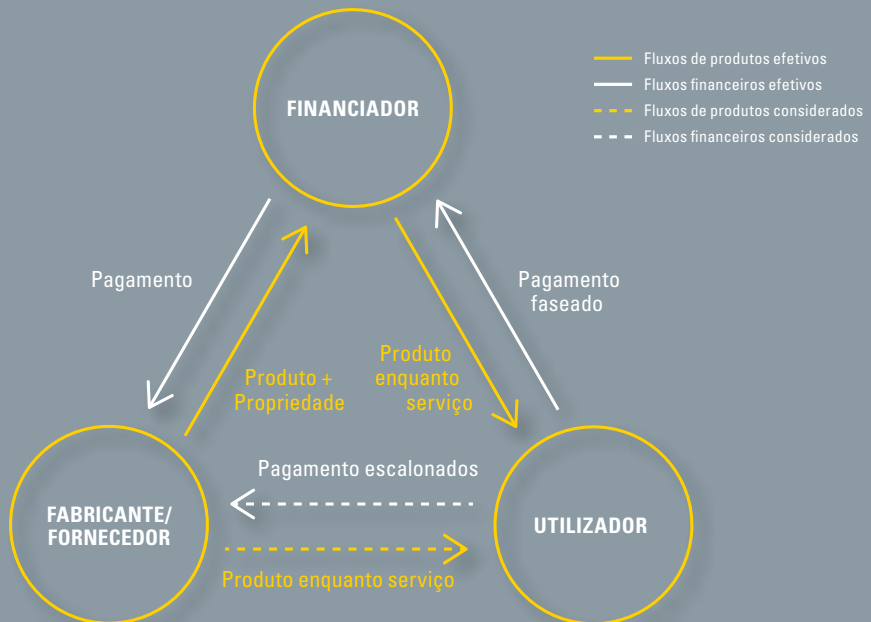 FINANCIADOR
Fluxos de produtos efetivos
Fluxos financeiros efetivos
Fluxos de produtos considerados
Fluxos financeiros considerados
Pagamento
Pagamento
faseado
Produto +
Propriedade
Produto
enquanto
serviço
Pagamento escalonados
FABRICANTE/
FORNECEDOR
UTILIZADOR
Produto enquanto serviço